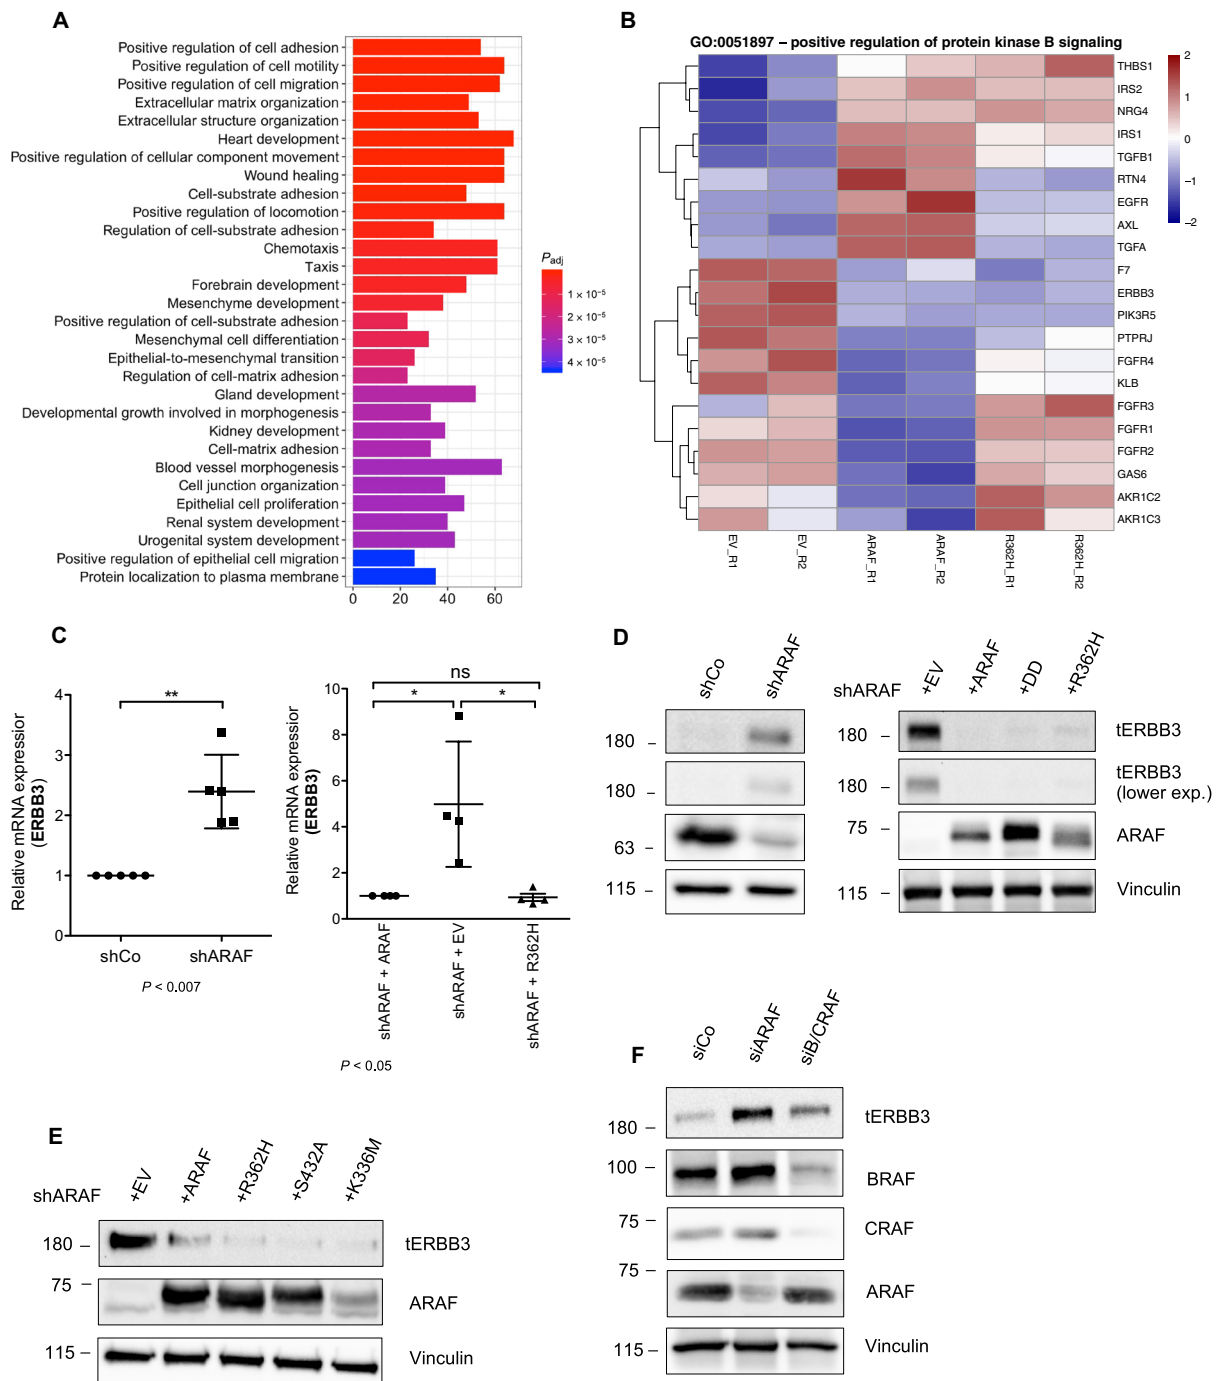 A
Positive regulation of cell adhesion
Positive regulation of cell motility
Positive regulation of cell migration
Extracellular matrix organization
Extracellular structure organization
Heart development
Positive regulation of cellular component movement
Wound healing
Cell-substrate adhesion
Positive regulation of locomotion
Regulation of cell-substrate adhesion
Chemotaxis
Taxis
Forebrain development
Mesenchyme development
Positive regulation of cell-substrate adhesion
Mesenchymal cell differentiation
Epithelial-to-mesenchymal transition
Regulation of cell-matrix adhesion
Gland development
Developmental growth involved in morphogenesis
Kidney development
Cell-matrix adhesion
Blood vessel morphogenesis
Cell junction organization
Epithelial cell proliferation
Renal system development
Urogenital system development
Positive regulation of epithelial cell migration
Protein localization to plasma membrane
0 20 40 60
Padj
1 × 10⁻⁵
2 × 10⁻⁵
3 × 10⁻⁵
4 × 10⁻⁵
B
GO:0051897 – positive regulation of protein kinase B signaling
THBS1
IRS2
NRG4
IRS1
TGFB1
RTN4
EGFR
AXL
TGFA
F7
ERBB3
PIK3R5
PTPRJ
FGFR4
KLB
FGFR3
FGFR1
FGFR2
GAS6
AKR1C2
AKR1C3
EV_R1
EV_R2
ARAF_R1
ARAF_R2
R362H_R1
R362H_R2
2
1
0
−1
−2
C
Relative mRNA expression
(ERBB3)
4
3
2
1
0
**
shCo shARAF
P < 0.007
Relative mRNA expression
(ERBB3)
10
8
6
4
2
0
ns
* *
shARAF + ARAF
shARAF + EV
shARAF + R362H
P < 0.05
D
shCo shARAF
180
180
63
115
shARAF +EV +ARAF +DD +R362H
180 tERBB3
180 tERBB3
(lower exp.)
75 ARAF
115 Vinculin
E
shARAF +EV +ARAF +R362H +S432A +K336M
180 tERBB3
75 ARAF
115 Vinculin
F
siCo siARAF siB/CRAF
180 tERBB3
100 BRAF
75 CRAF
75 ARAF
115 Vinculin